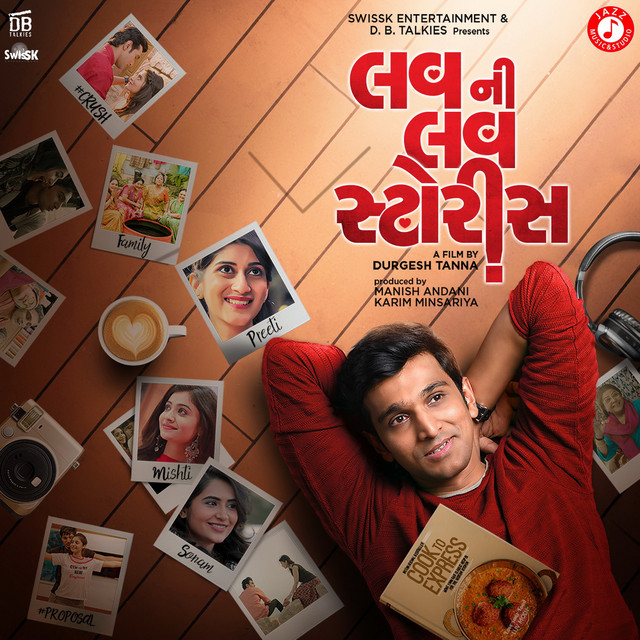 DB
TALKIES
SWISSK
SWISSK ENTERTAINMENT &
D. B. TALKIES Presents
JAZZ
MUSIC & STUDIO
લવ ની
લવ
સ્ટોરીસ
A FILM BY
DURGESH TANNA
produced by
MANISH ANDANI
KARIM MINSARIYA
#CRUSH
Family
Preeti
Mishti
Sonam
#PROPOSAL
COOK TO
EXPRESS